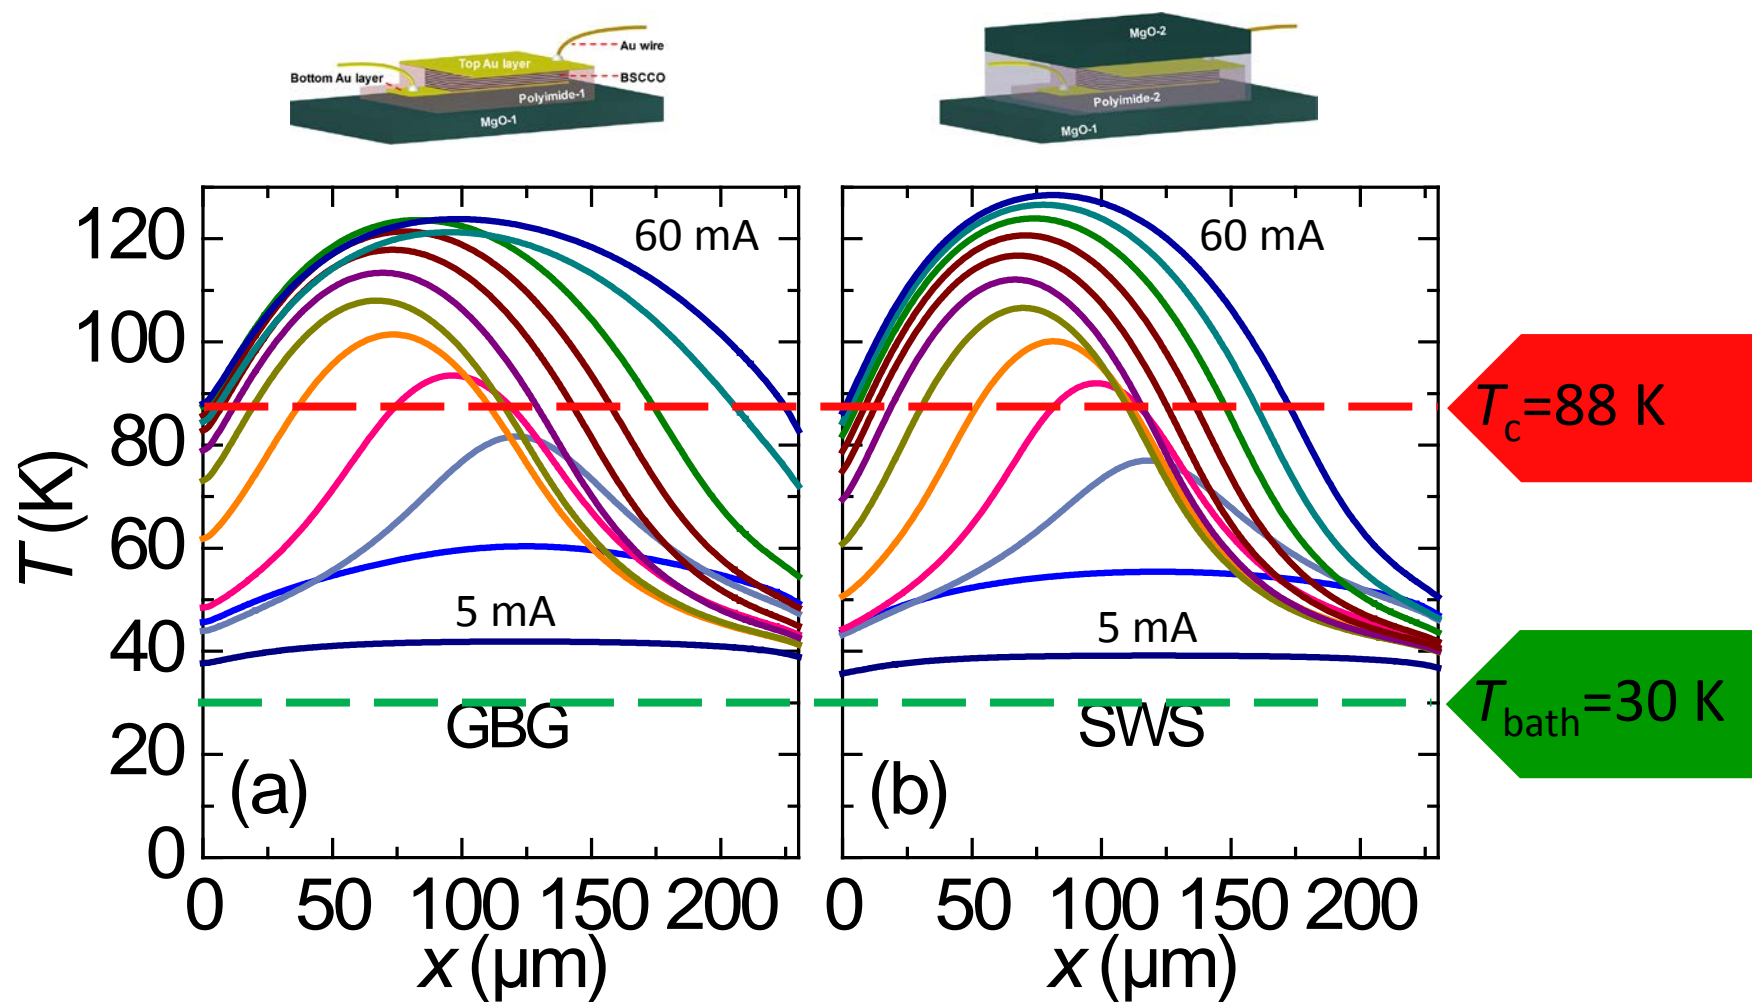 Au wire
Top Au layer
Bottom Au layer
BSCCO
Polyimide-1
MgO-1
MgO-2
Polyimide-2
MgO-1
120
100
80
60
40
20
0
T (K)
60 mA
5 mA
GBG
(a)
0 50 100 150 200
x (μm)
60 mA
5 mA
SWS
(b)
0 50 100 150 200
x (μm)
Tc=88 K
Tbath=30 K